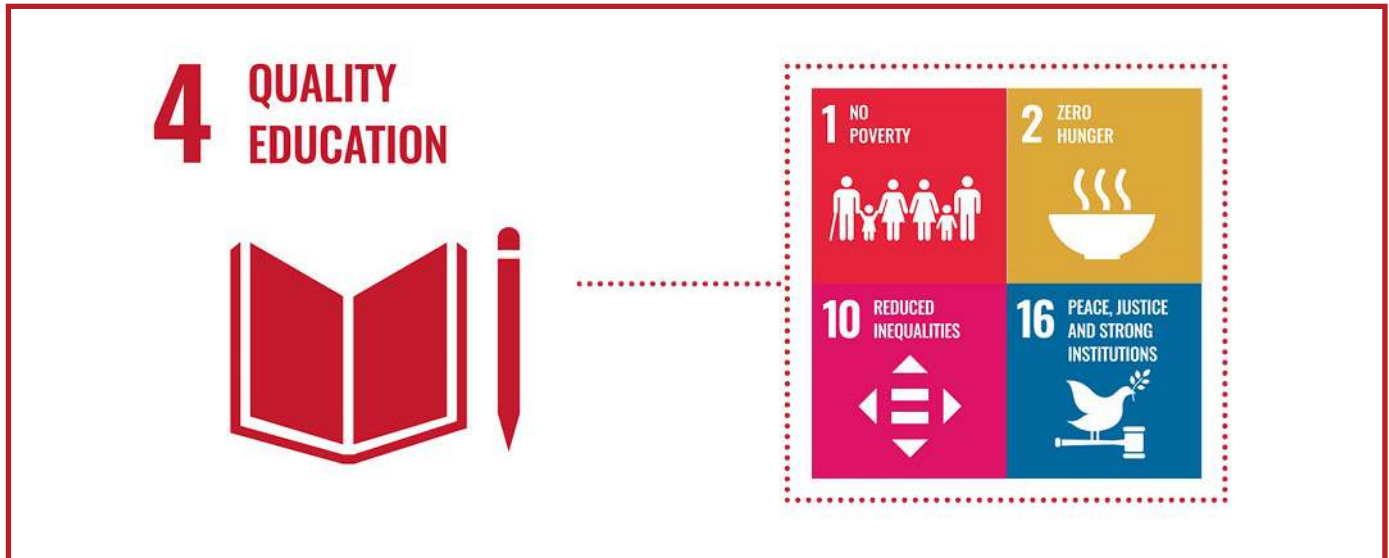 4 QUALITY
EDUCATION
1 NO
POVERTY
2 ZERO
HUNGER
10 REDUCED
INEQUALITIES
16 PEACE, JUSTICE
AND STRONG
INSTITUTIONS